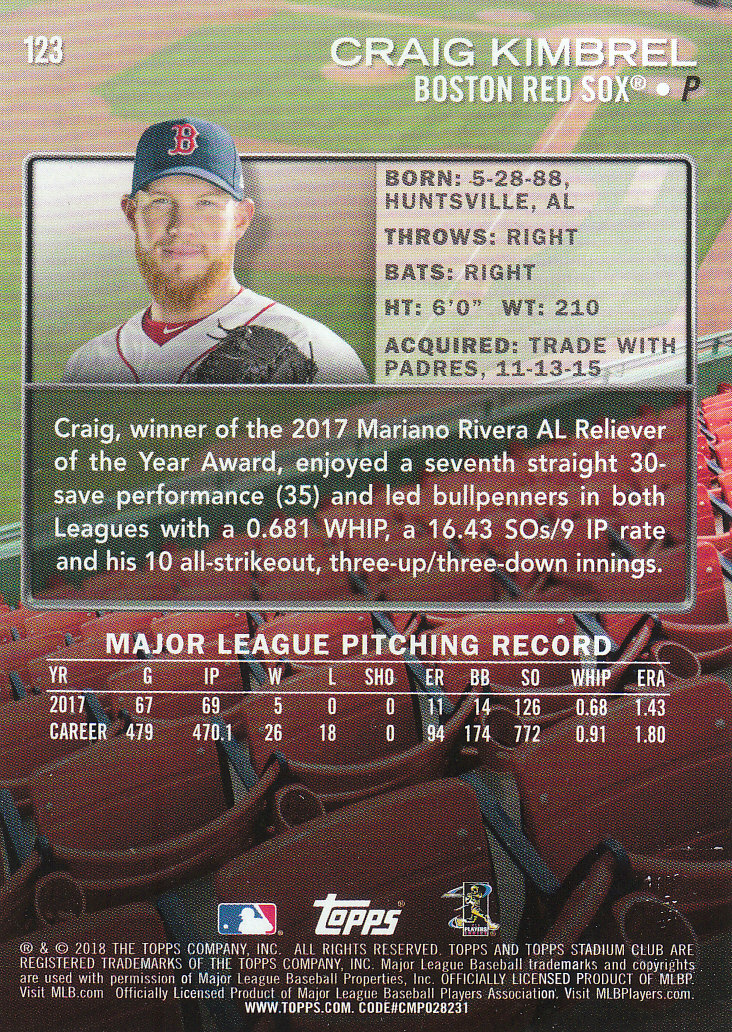 123
CRAIG KIMBREL
BOSTON RED SOX® • P
B
BORN: 5-28-88,
HUNTSVILLE, AL
THROWS: RIGHT
BATS: RIGHT
HT: 6'0" WT: 210
ACQUIRED: TRADE WITH
PADRES, 11-13-15
Craig, winner of the 2017 Mariano Rivera AL Reliever
of the Year Award, enjoyed a seventh straight 30-
save performance (35) and led bullpenners in both
Leagues with a 0.681 WHIP, a 16.43 SOs/9 IP rate
and his 10 all-strikeout, three-up/three-down innings.
MAJOR LEAGUE PITCHING RECORD
YR G IP W L SHO ER BB SO WHIP ERA
2017 67 69 5 0 0 11 14 126 0.68 1.43
CAREER 479 470.1 26 18 0 94 174 772 0.91 1.80
topps®
PLAYERS
® & © 2018 THE TOPPS COMPANY, INC. ALL RIGHTS RESERVED. TOPPS AND TOPPS STADIUM CLUB ARE
REGISTERED TRADEMARKS OF THE TOPPS COMPANY, INC. Major League Baseball trademarks and copyrights
are used with permission of Major League Baseball Properties, Inc. OFFICIALLY LICENSED PRODUCT OF MLBP
Visit MLB.com Officially Licensed Product of Major League Baseball Players Association. Visit MLBPlayers.com.
WWW.TOPPS.COM. CODE#CMP028231